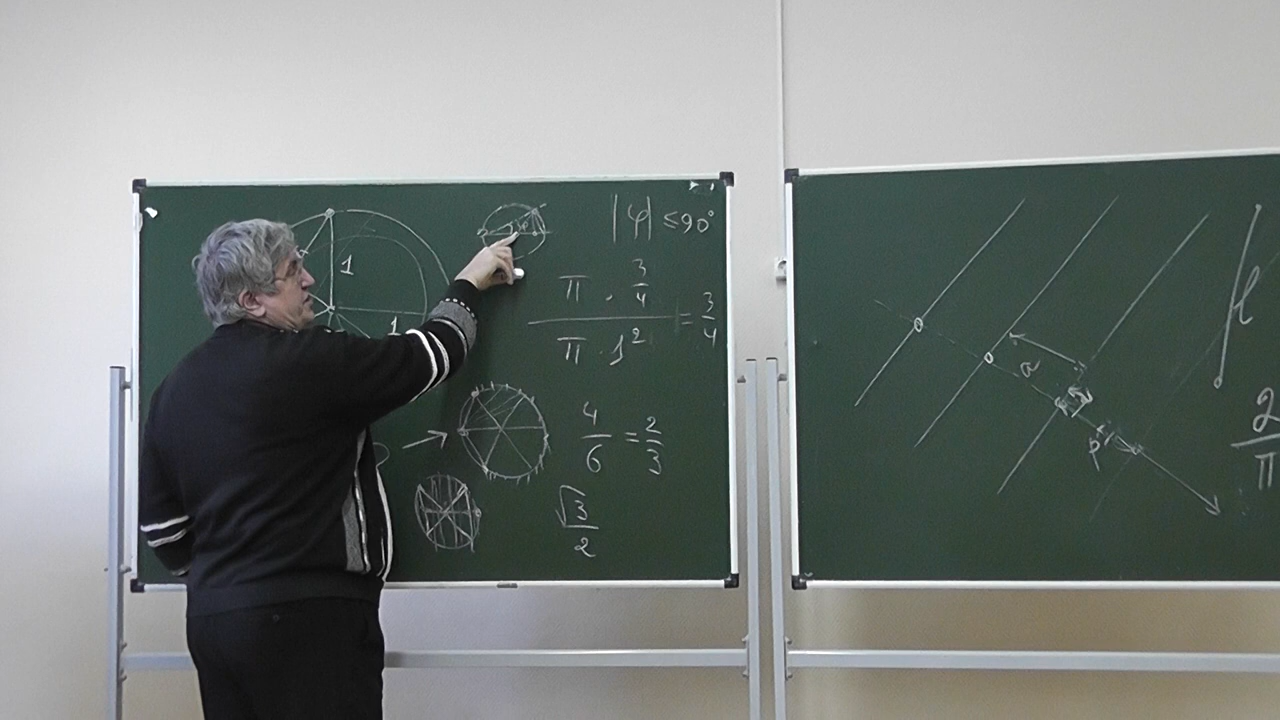 1
1
φ
|φ| ≤ 90°
π · 3/4
π · 1² = 3/4
4/6 = 2/3
√3/2
a
p
l
2/π